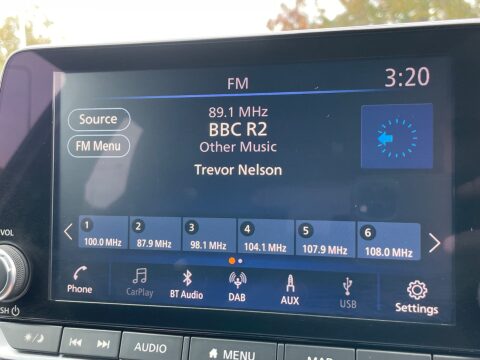 FM
3:20
Source
89.1 MHz
BBC R2
FM Menu
Other Music
Trevor Nelson
1 2 3 4 5 6
100.0 MHz 87.9 MHz 98.1 MHz 104.1 MHz 107.9 MHz 108.0 MHz
Phone CarPlay BT Audio DAB AUX USB Settings
VOL
AUDIO
MENU